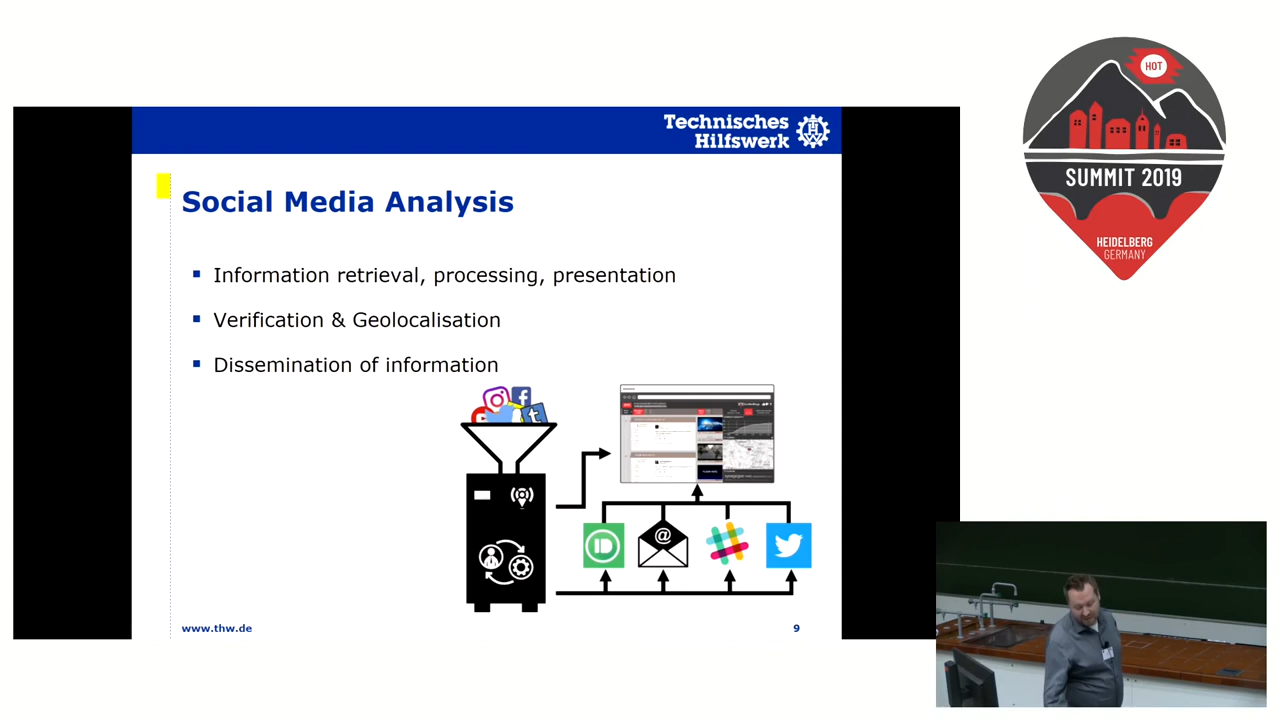 Technisches
Hilfswerk
THW
Social Media Analysis
Information retrieval, processing, presentation
Verification & Geolocalisation
Dissemination of information
@
www.thw.de
9
HOT
SUMMIT 2019
HEIDELBERG
GERMANY